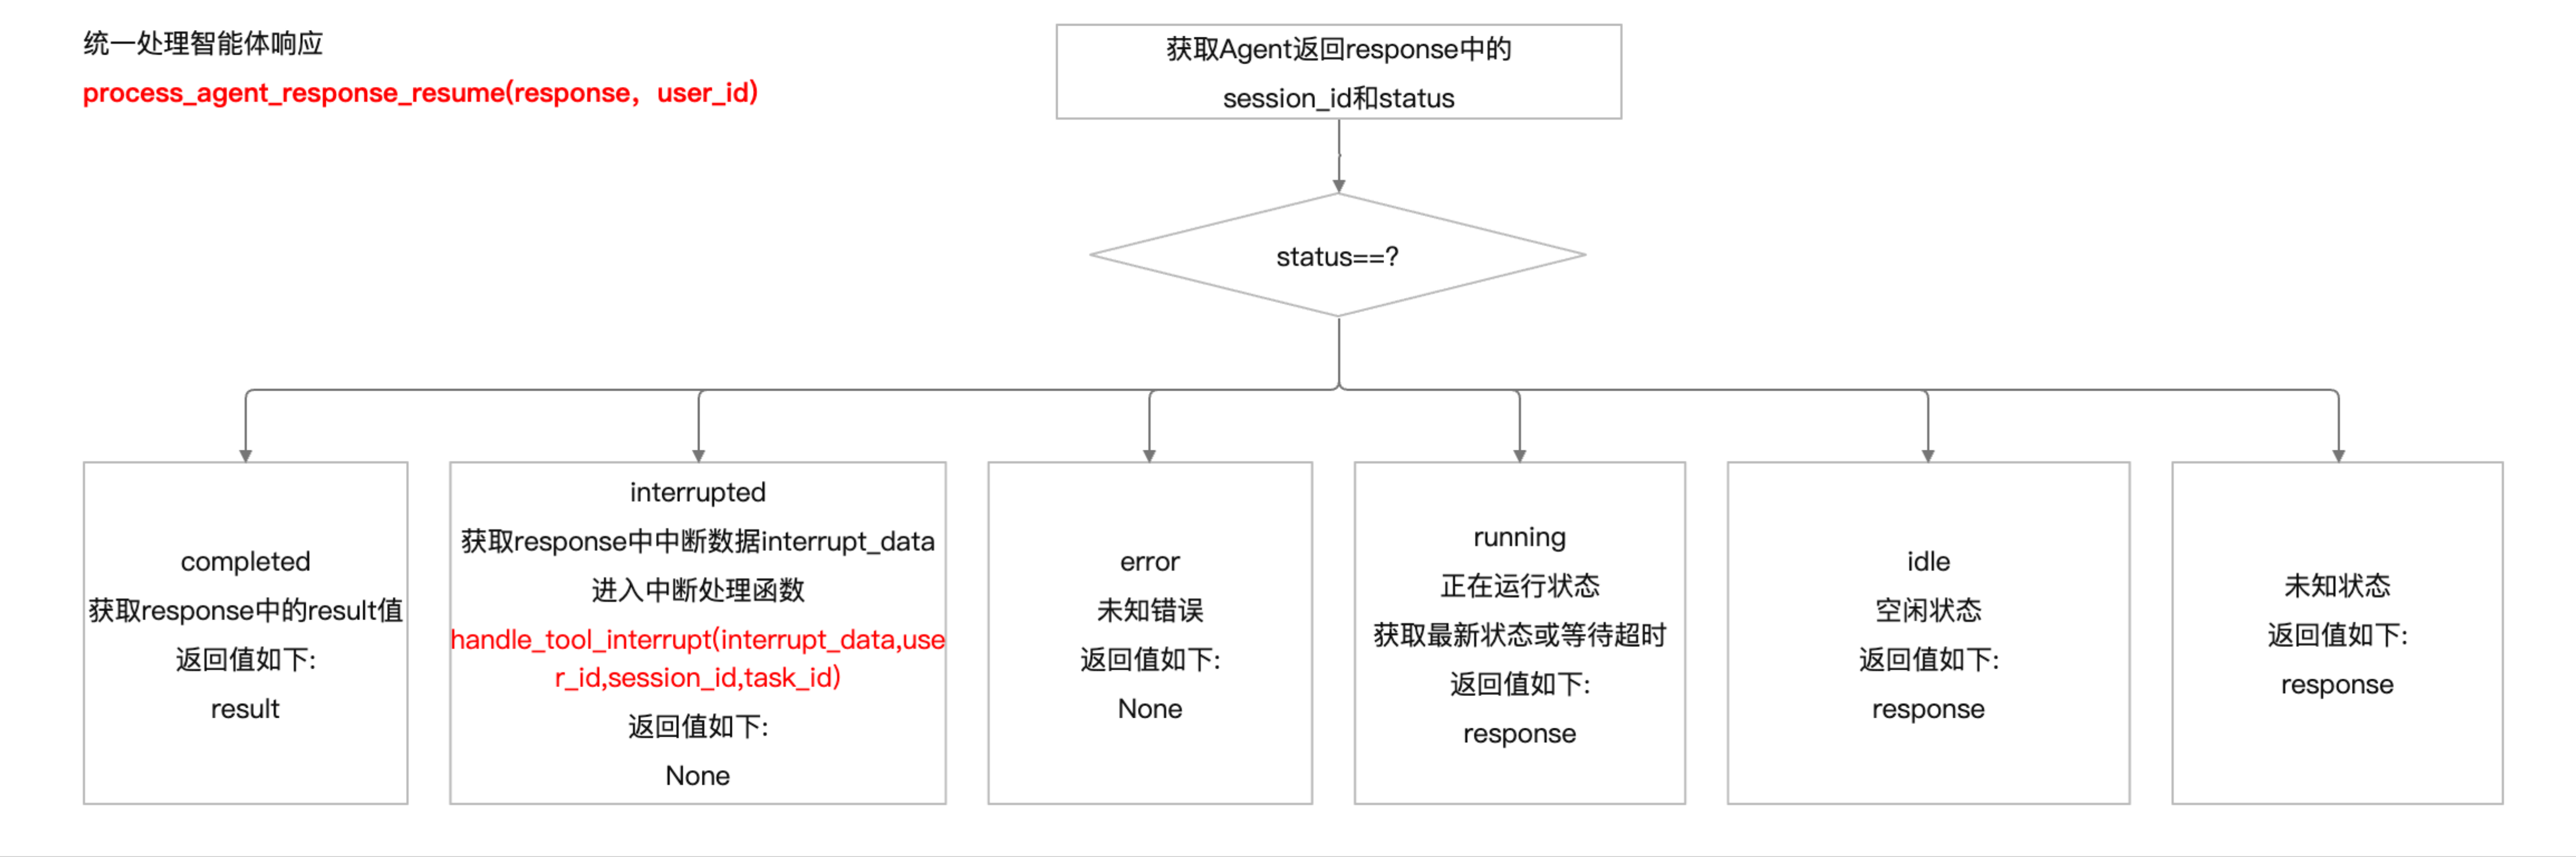 统一处理智能体响应
process_agent_response_resume(response，user_id)
获取Agent返回response中的
session_id和status
status==?
completed
获取response中的result值
返回值如下:
result
interrupted
获取response中中断数据interrupt_data
进入中断处理函数
handle_tool_interrupt(interrupt_data,use
r_id,session_id,task_id)
返回值如下:
None
error
未知错误
返回值如下:
None
running
正在运行状态
获取最新状态或等待超时
返回值如下:
response
idle
空闲状态
返回值如下:
response
未知状态
返回值如下:
response